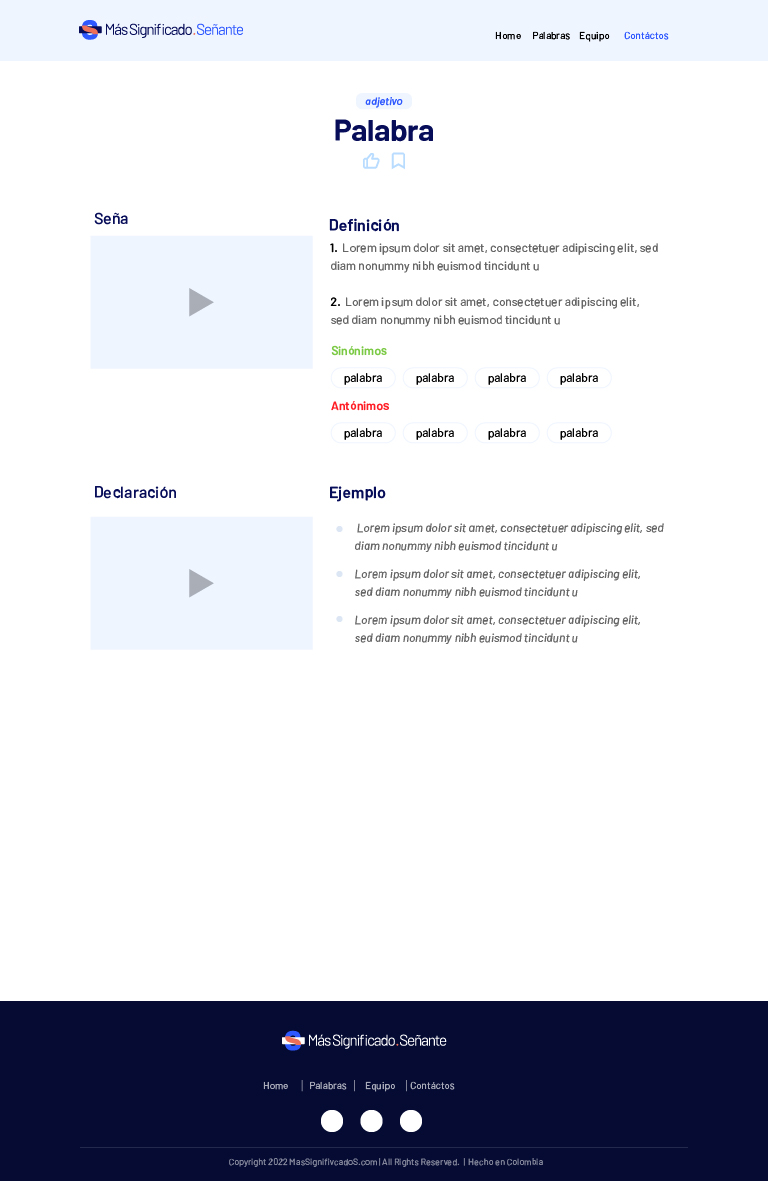 MásSignificado.Señante
Home Palabras Equipo Contáctos
adjetivo
Palabra
Seña
Definición
1. Lorem ipsum dolor sit amet, consectetuer adipiscing elit, sed
diam nonummy nibh euismod tincidunt u
2. Lorem ipsum dolor sit amet, consectetuer adipiscing elit,
sed diam nonummy nibh euismod tincidunt u
Sinónimos
palabra palabra palabra palabra
Antónimos
palabra palabra palabra palabra
Declaración
Ejemplo
Lorem ipsum dolor sit amet, consectetuer adipiscing elit, sed
diam nonummy nibh euismod tincidunt u
Lorem ipsum dolor sit amet, consectetuer adipiscing elit,
sed diam nonummy nibh euismod tincidunt u
Lorem ipsum dolor sit amet, consectetuer adipiscing elit,
sed diam nonummy nibh euismod tincidunt u
MásSignificado.Señante
Home | Palabras | Equipo | Contáctos
Copyright 2022 MasSignifivcadoS.com | All Rights Reserved. | Hecho en Colombia